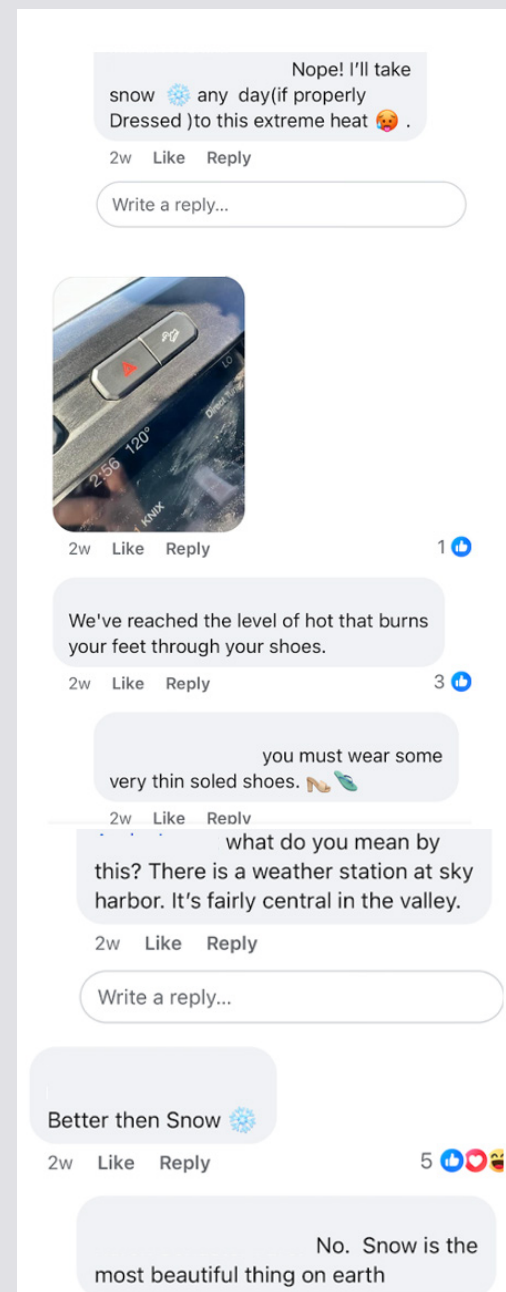 Nope! I'll take
snow ❄️ any day(if properly
Dressed )to this extreme heat 🥵 .
2w Like Reply
Write a reply...
LO
Direct Tune
2:56 120°
KNIX
2w Like Reply 1
We've reached the level of hot that burns
your feet through your shoes.
2w Like Reply 3
you must wear some
very thin soled shoes. 👡🩴
2w Like Reply
what do you mean by
this? There is a weather station at sky
harbor. It's fairly central in the valley.
2w Like Reply
Write a reply...
Better then Snow ❄️
2w Like Reply 5
No. Snow is the
most beautiful thing on earth